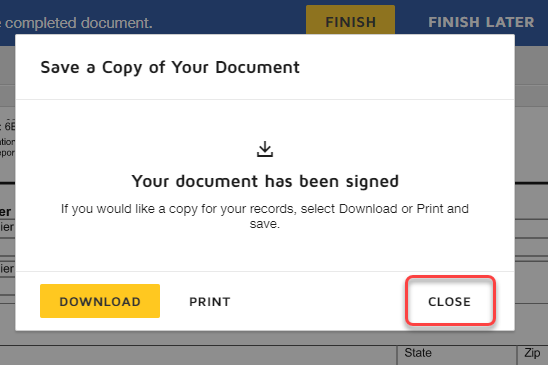 e completed document.
FINISH
FINISH LATER
Save a Copy of Your Document
Your document has been signed
If you would like a copy for your records, select Download or Print and
save.
DOWNLOAD
PRINT
CLOSE
State
Zip